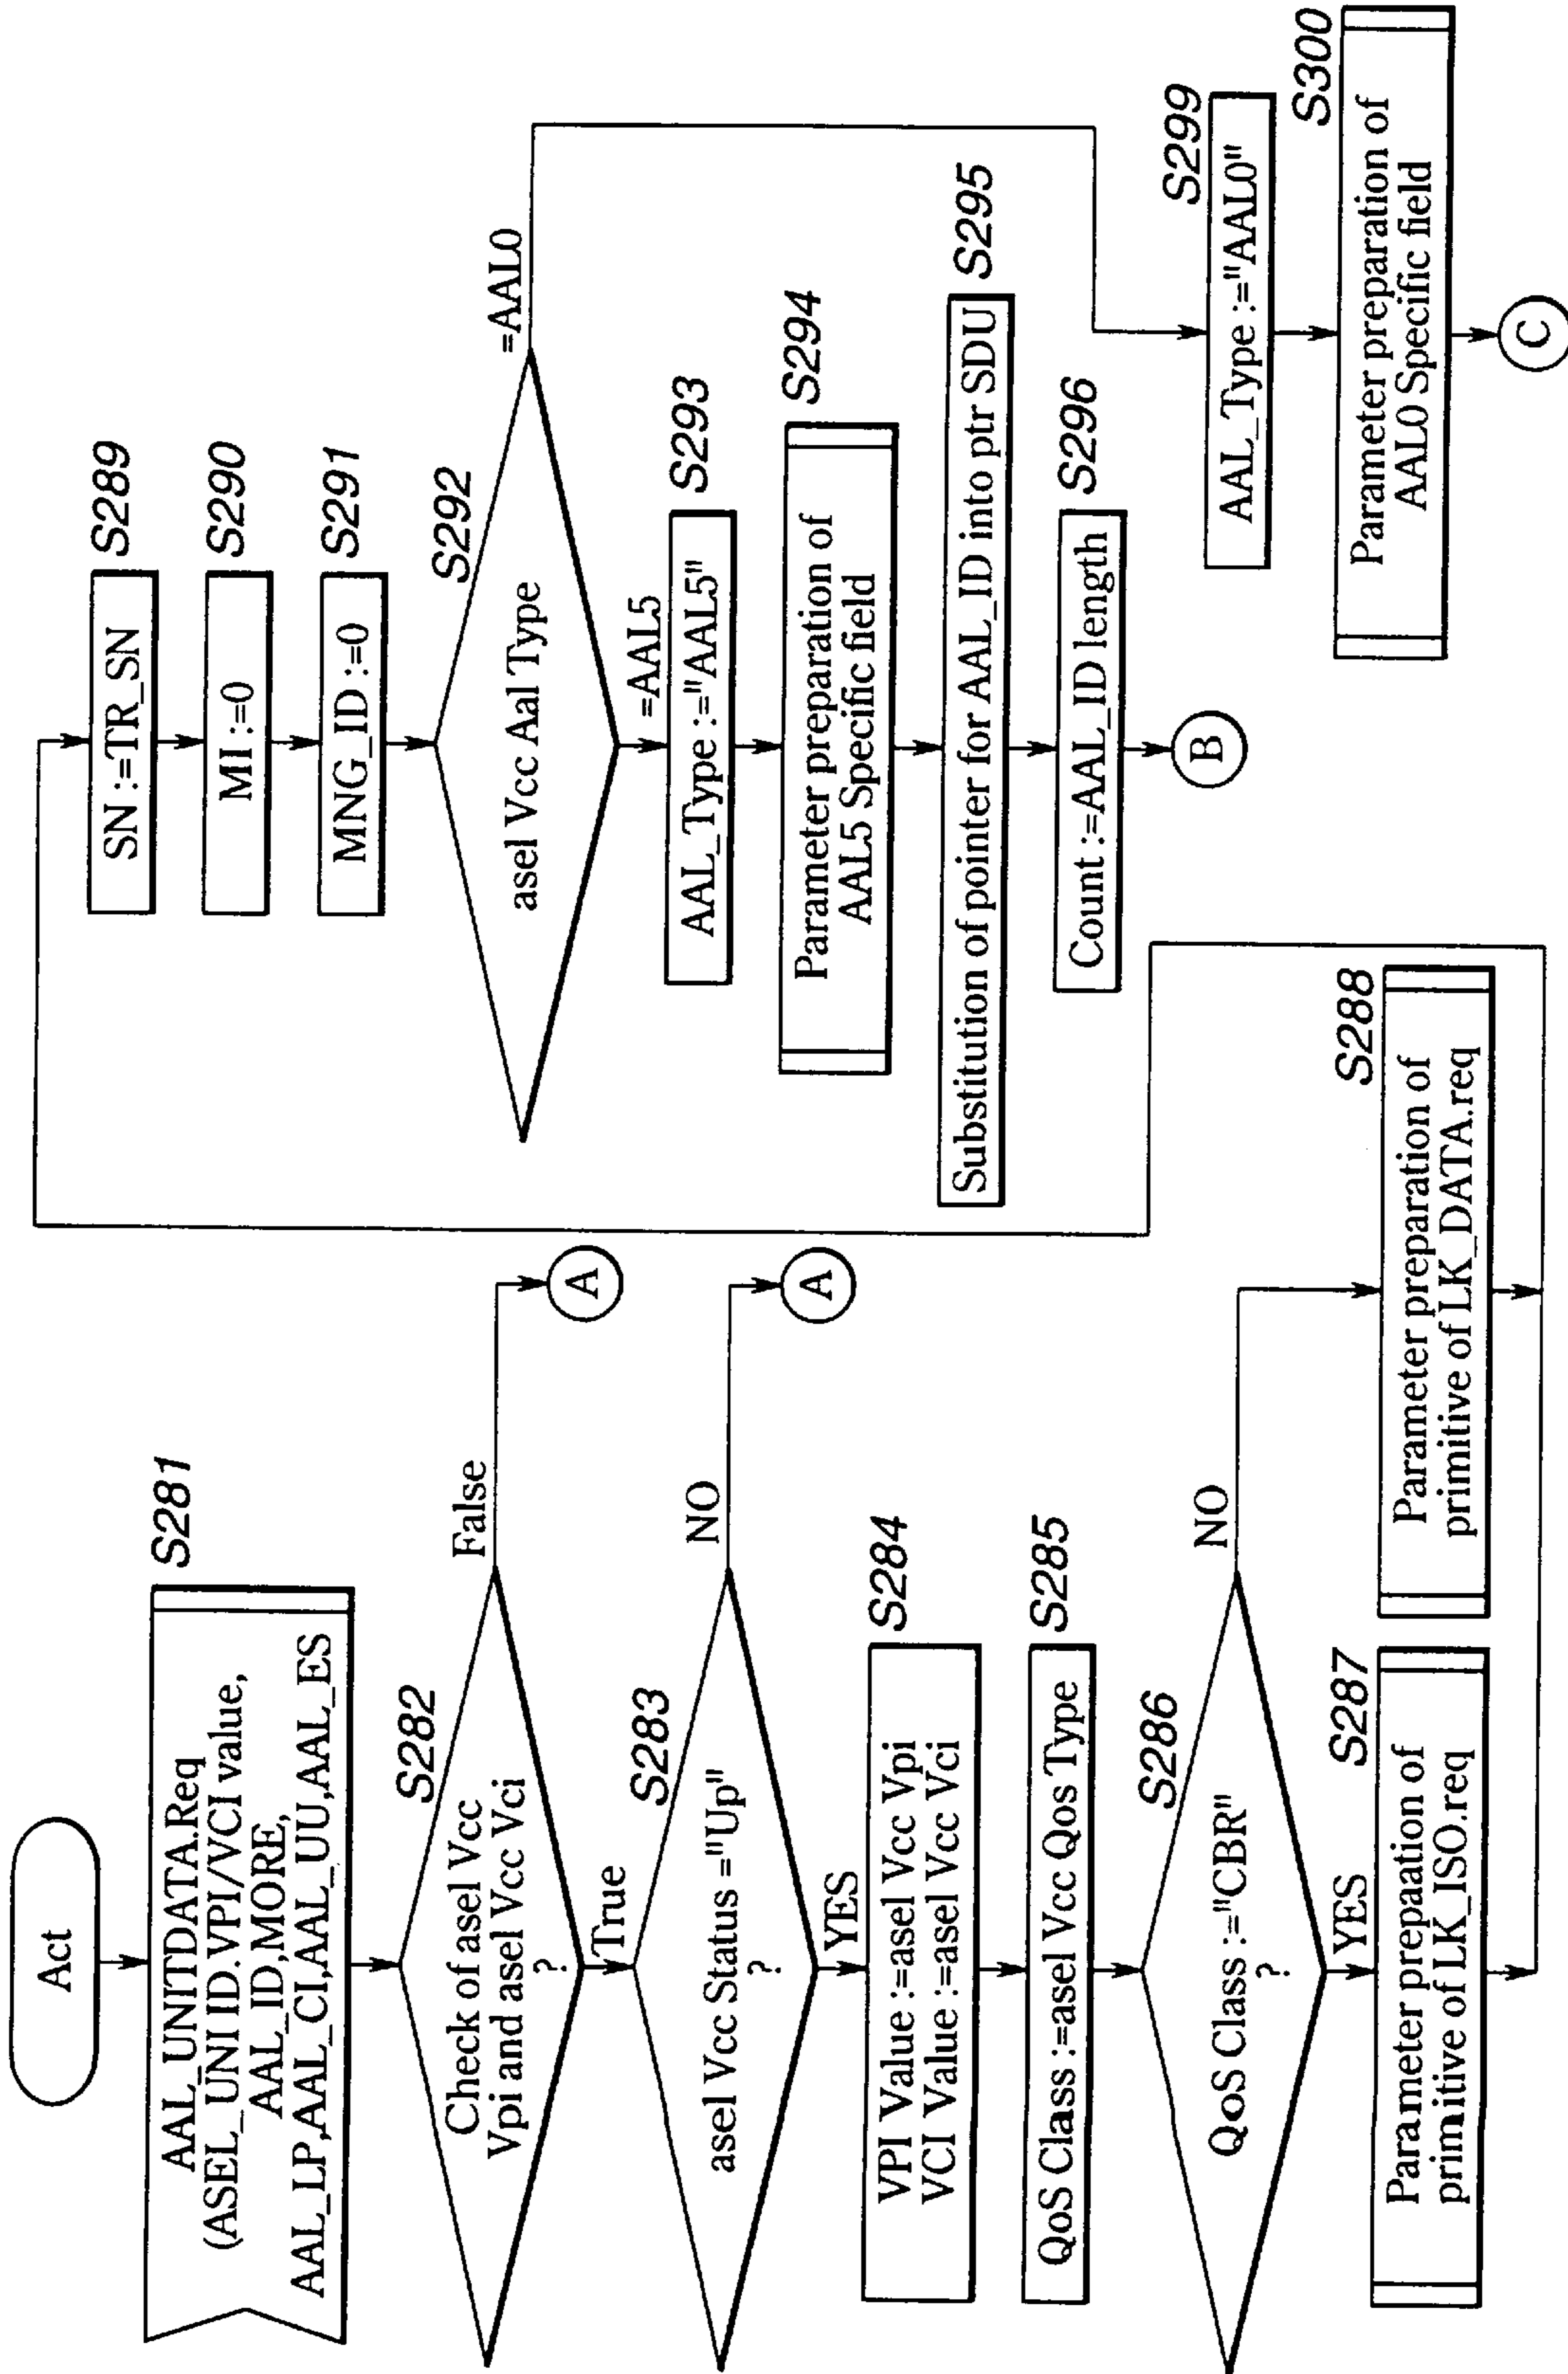 Act
S281
AAL_UNITDATA.Req
(ASEL_UNI ID.VPI/VCI value,
AAL_ID,MORE,
AAL_LP,AAL_CI,AAL_UU,AAL_ES
S282
Check of asel Vcc
Vpi and asel Vcc Vci
?
False
A
True
S283
asel Vcc Status ="Up"
?
NO
A
YES
S284
VPI Value :=asel Vcc Vpi
VCI Value :=asel Vcc Vci
S285
QoS Class :=asel Vcc Qos Type
S286
QoS Class :="CBR"
?
NO
YES
S287
Parameter prepaation of
primitive of LK_ISO.req
S288
Parameter preparation of
primitive of LK_DATA.req
S289
SN :=TR_SN
S290
MI :=0
S291
MNG_ID :=0
S292
asel Vcc Aal Type
=AAL0
=AAL5
S293
AAL_Type :="AAL5"
S294
Parameter preparation of
AAL5 Specific field
S295
Substitution of pointer for AAL_ID into ptr SDU
S296
Count :=AAL_ID length
B
S299
AAL_Type :="AAL0"
S300
Parameter preparation of
AAL0 Specific field
C